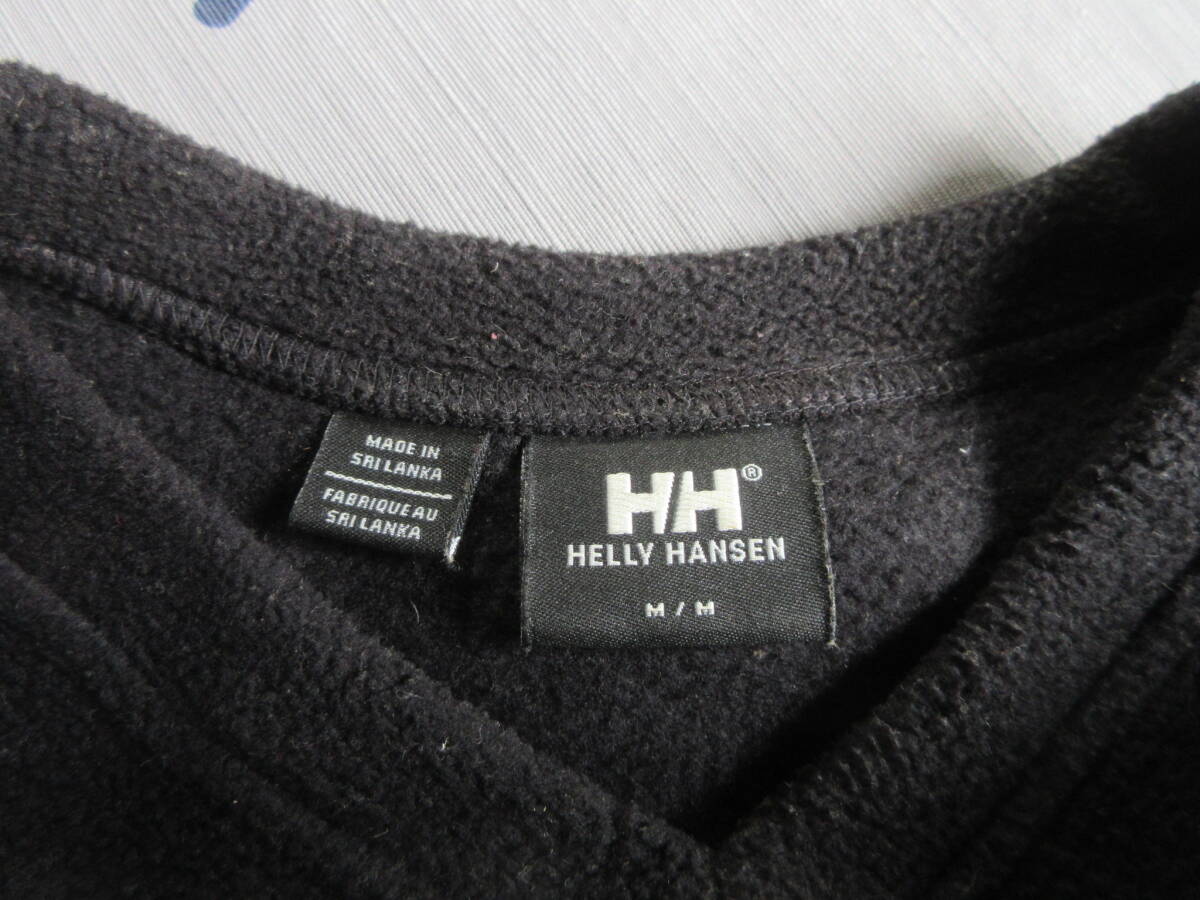 MADE IN
SRI LANKA
FABRIQUE AU
SRI LANKA
HH®
HELLY HANSEN
M / M